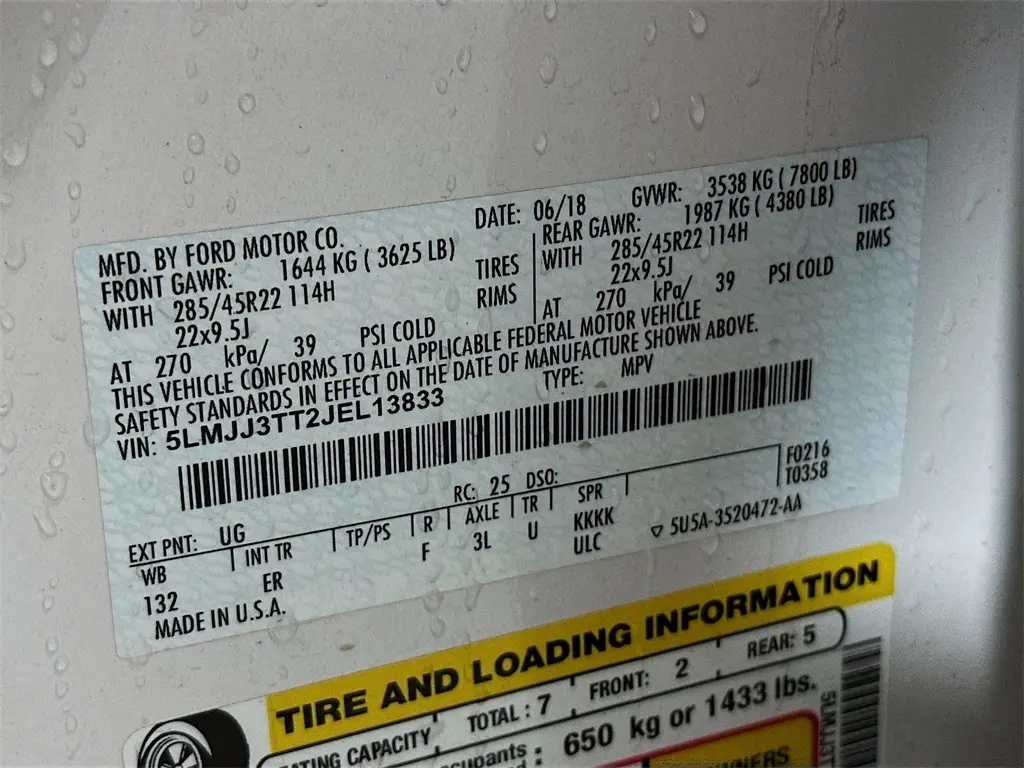 MFD. BY FORD MOTOR CO.
DATE: 06/18 GVWR: 3538 KG ( 7800 LB)
FRONT GAWR: 1644 KG ( 3625 LB)
REAR GAWR: 1987 KG ( 4380 LB)
WITH 285/45R22 114H TIRES
WITH 285/45R22 114H TIRES
22x9.5J RIMS
22x9.5J RIMS
AT 270 kPa/ 39 PSI COLD
AT 270 kPa/ 39 PSI COLD
THIS VEHICLE CONFORMS TO ALL APPLICABLE FEDERAL MOTOR VEHICLE
SAFETY STANDARDS IN EFFECT ON THE DATE OF MANUFACTURE SHOWN ABOVE.
VIN: 5LMJJ3TT2JEL13833 TYPE: MPV
F0216
T0358
EXT PNT: UG RC: 25 DSO:
WB INT TR TP/PS R AXLE TR SPR
132 ER F 3L U KKKK
ULC
▽ 5U5A-3520472-AA
MADE IN U.S.A.
TIRE AND LOADING INFORMATION
CAPACITY TOTAL : 7 FRONT: 2 REAR: 5
650 kg or 1433 lbs.